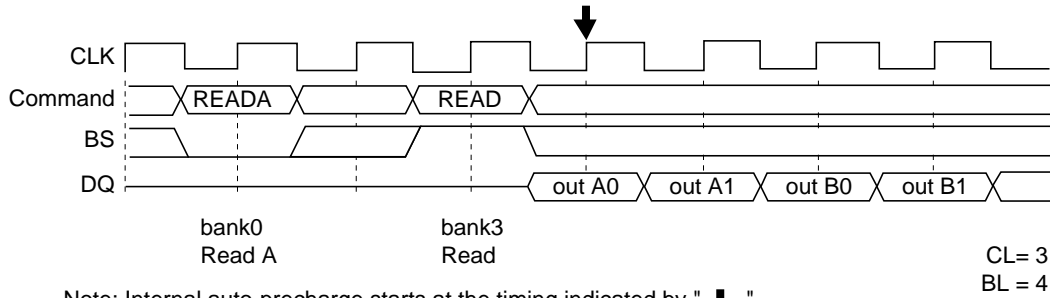 CLK
Command READA READ
BS
DQ out A0 out A1 out B0 out B1
bank0 bank3
Read A Read CL= 3
BL = 4
Note: Internal auto-precharge starts at the timing indicated by " ".